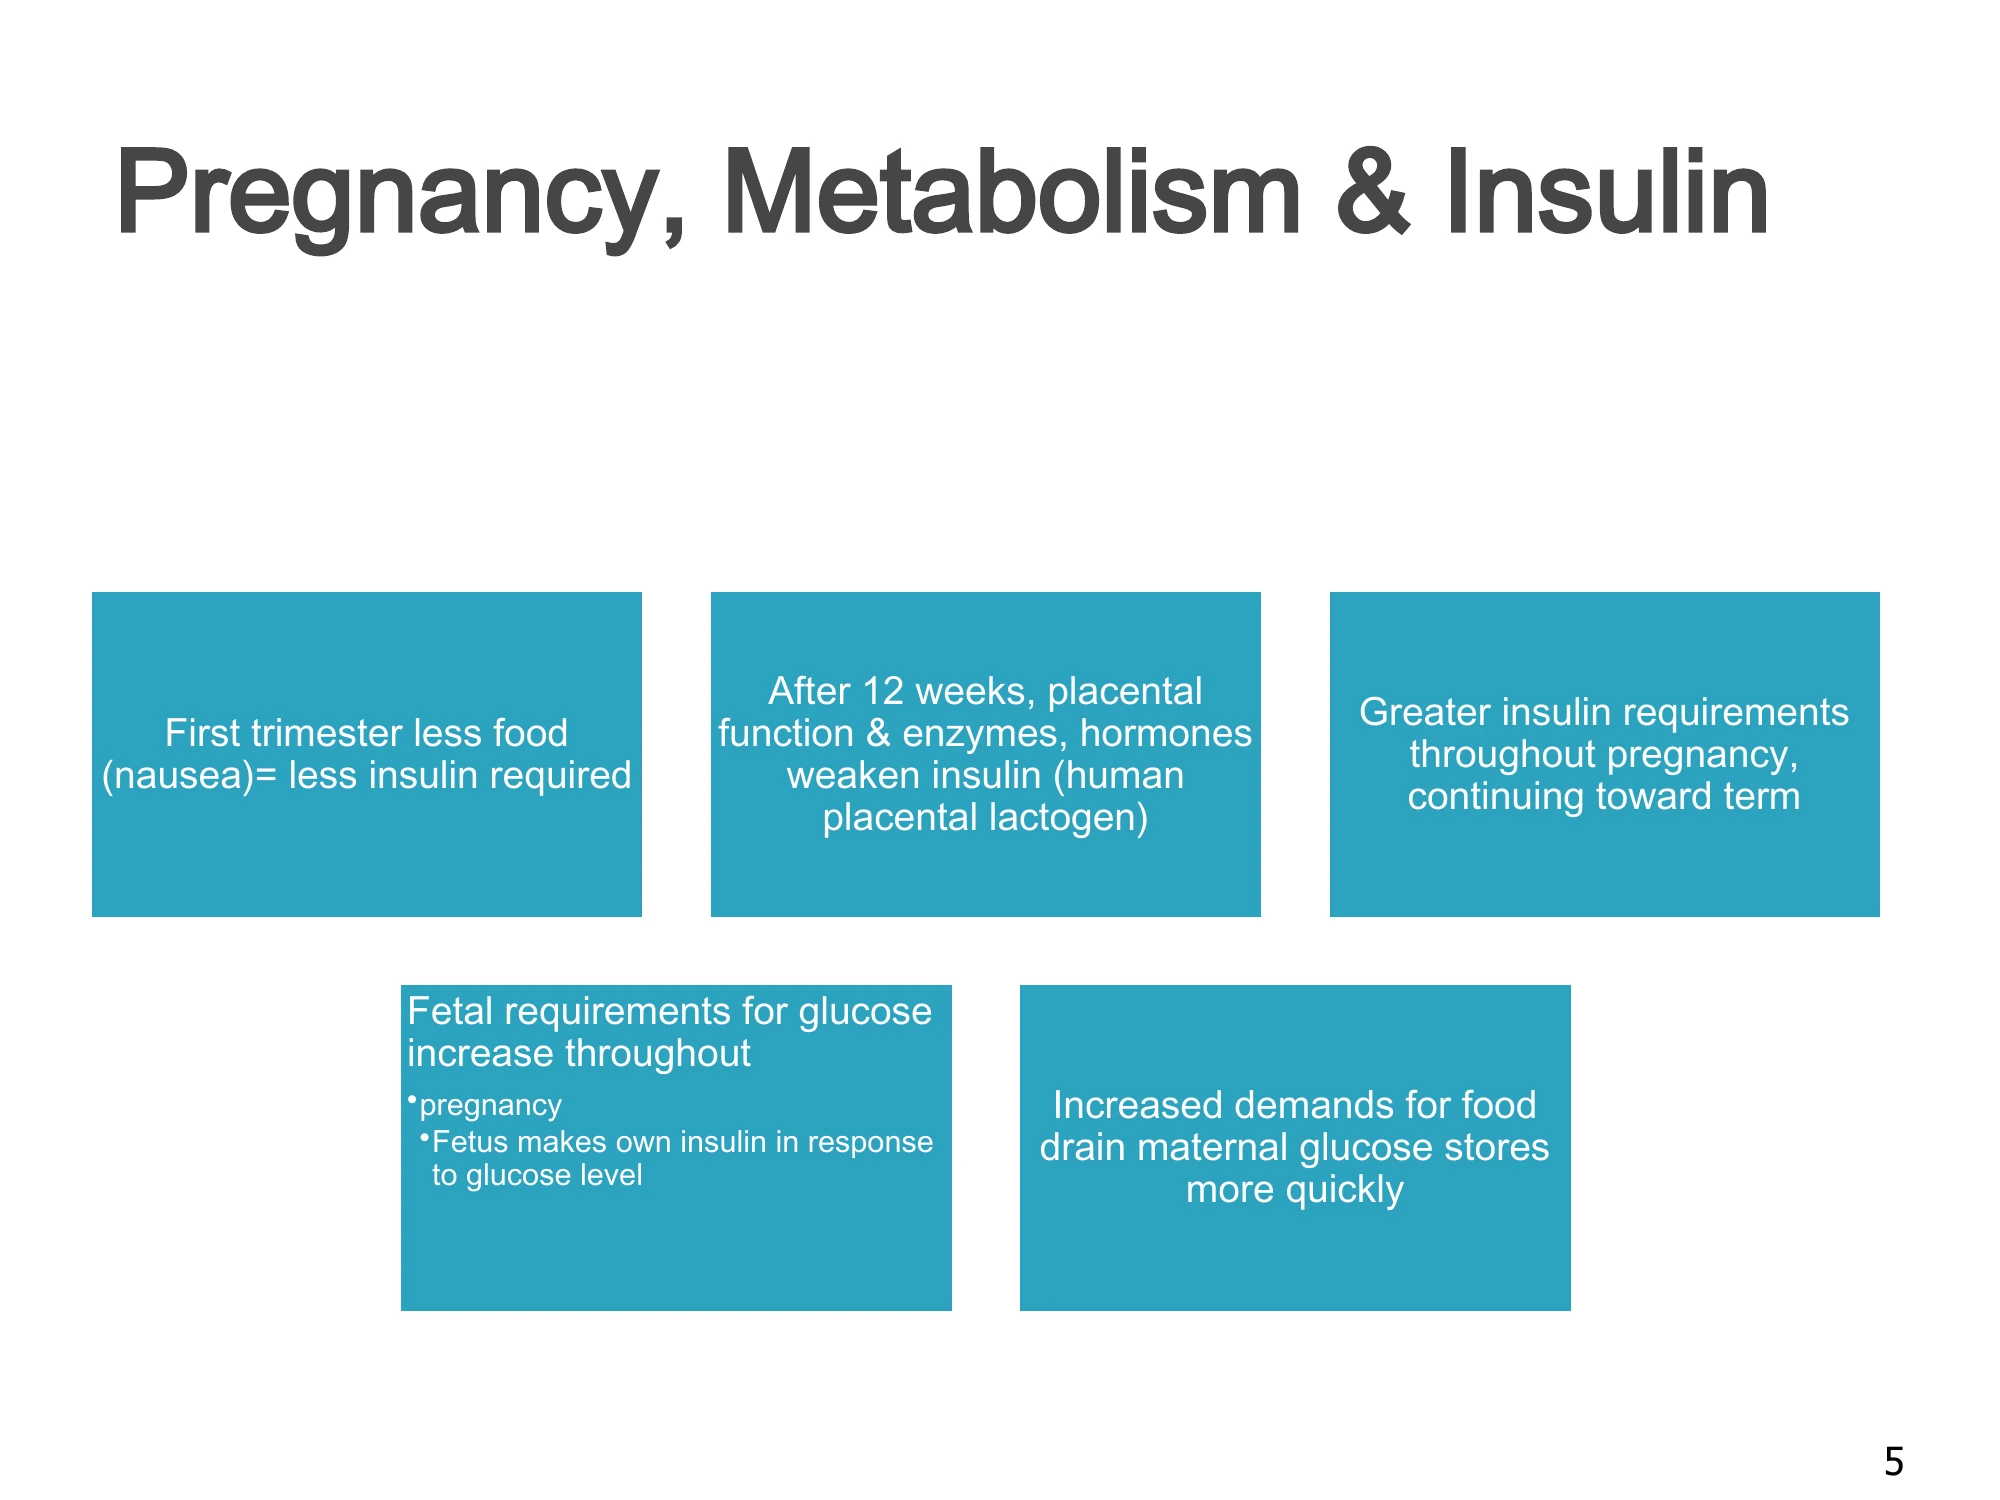 Pregnancy, Metabolism & Insulin
First trimester less food
(nausea)= less insulin required
After 12 weeks, placental
function & enzymes, hormones
weaken insulin (human
placental lactogen)
Greater insulin requirements
throughout pregnancy,
continuing toward term
Fetal requirements for glucose
increase throughout
•pregnancy
•Fetus makes own insulin in response
to glucose level
Increased demands for food
drain maternal glucose stores
more quickly
5